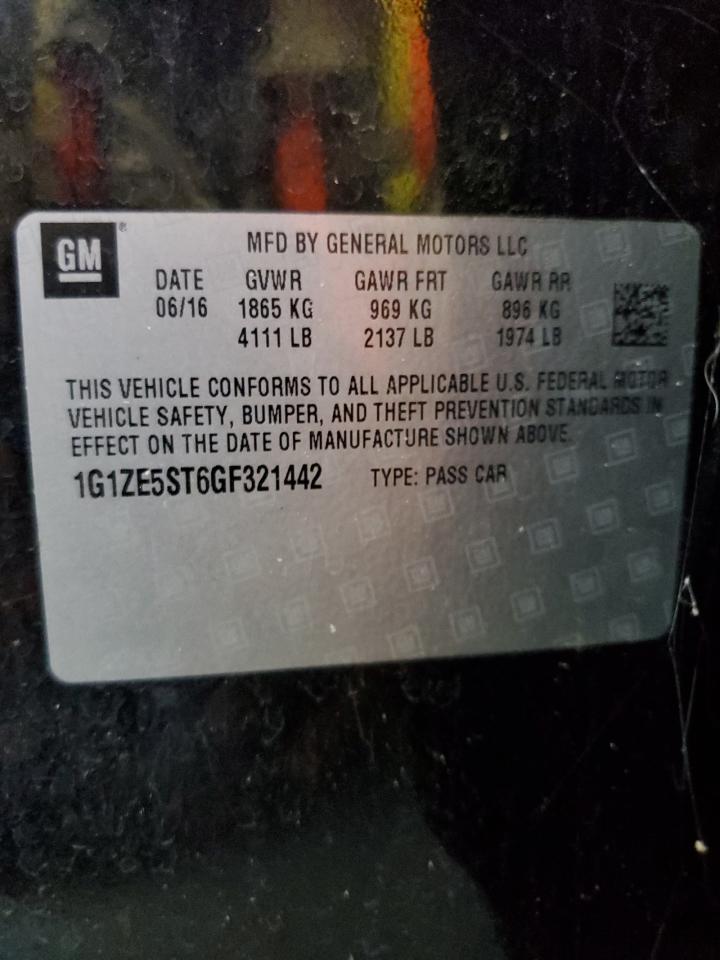 GM®
MFD BY GENERAL MOTORS LLC
DATE GVWR GAWR FRT GAWR RR
06/16 1865 KG 969 KG 896 KG
4111 LB 2137 LB 1974 LB
THIS VEHICLE CONFORMS TO ALL APPLICABLE U.S. FEDERAL MOTOR
VEHICLE SAFETY, BUMPER, AND THEFT PREVENTION STANDARDS IN
EFFECT ON THE DATE OF MANUFACTURE SHOWN ABOVE.
1G1ZE5ST6GF321442 TYPE: PASS CAR